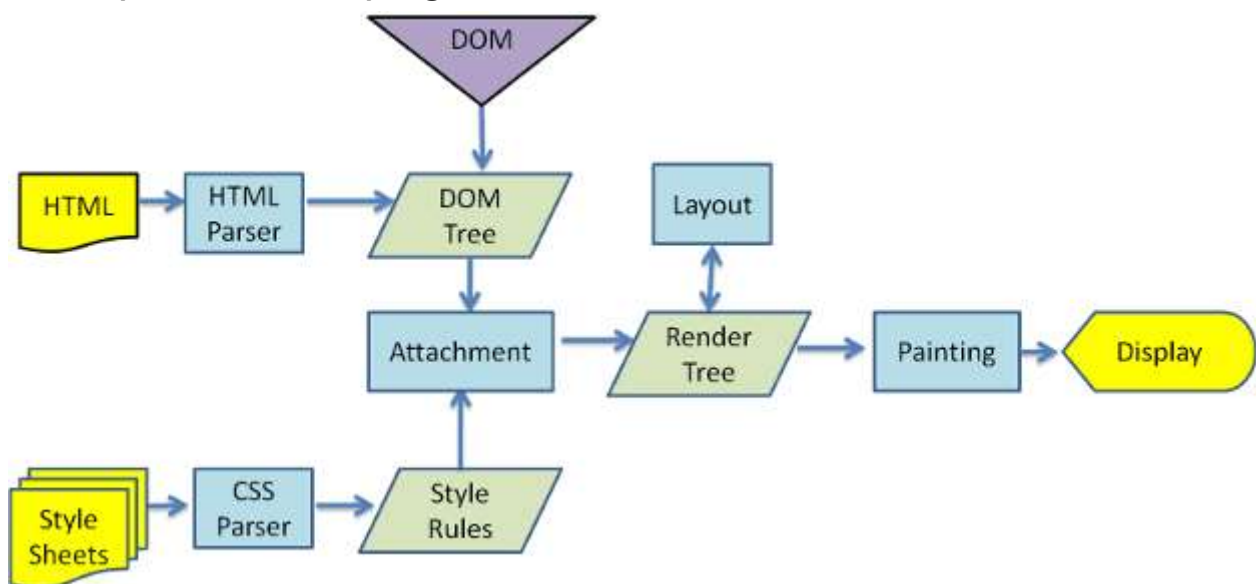 DOM
HTML
HTML
Parser
DOM
Tree
Layout
Attachment
Render
Tree
Painting
Display
Style
Sheets
CSS
Parser
Style
Rules